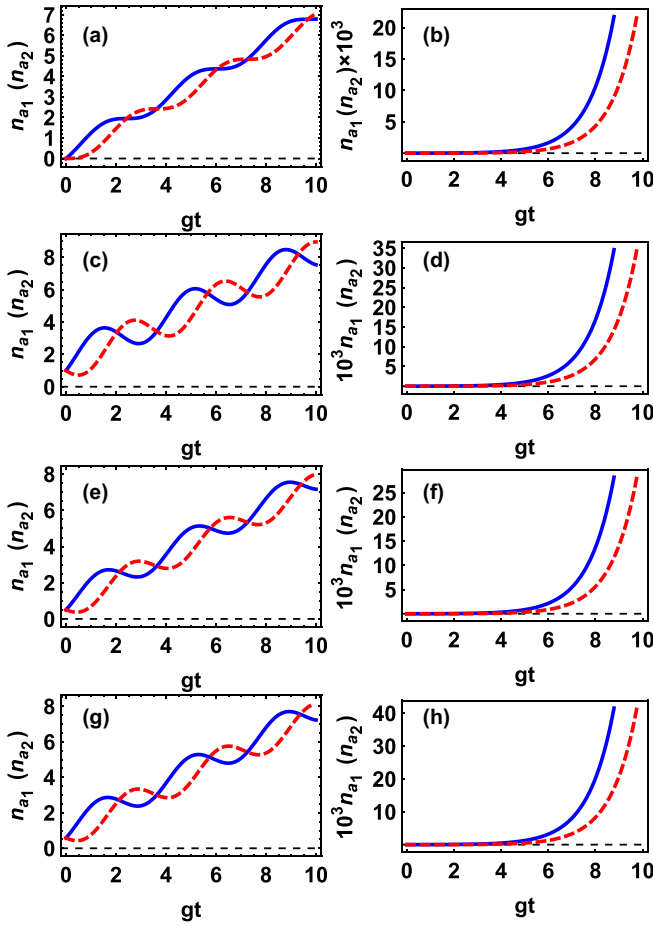 (a)
n_{a_1} (n_{a_2})
7
6
5
4
3
2
1
0
0 2 4 6 8 10
gt
(b)
n_{a_1}(n_{a_2})×10^3
20
15
10
5
0 2 4 6 8 10
gt
(c)
n_{a_1} (n_{a_2})
8
6
4
2
0
0 2 4 6 8 10
gt
(d)
10^3 n_{a_1} (n_{a_2})
35
30
25
20
15
10
5
0 2 4 6 8 10
gt
(e)
n_{a_1} (n_{a_2})
8
6
4
2
0
0 2 4 6 8 10
gt
(f)
10^3 n_{a_1} (n_{a_2})
25
20
15
10
5
0 2 4 6 8 10
gt
(g)
n_{a_1} (n_{a_2})
8
6
4
2
0
0 2 4 6 8 10
gt
(h)
10^3 n_{a_1} (n_{a_2})
40
30
20
10
0 2 4 6 8 10
gt